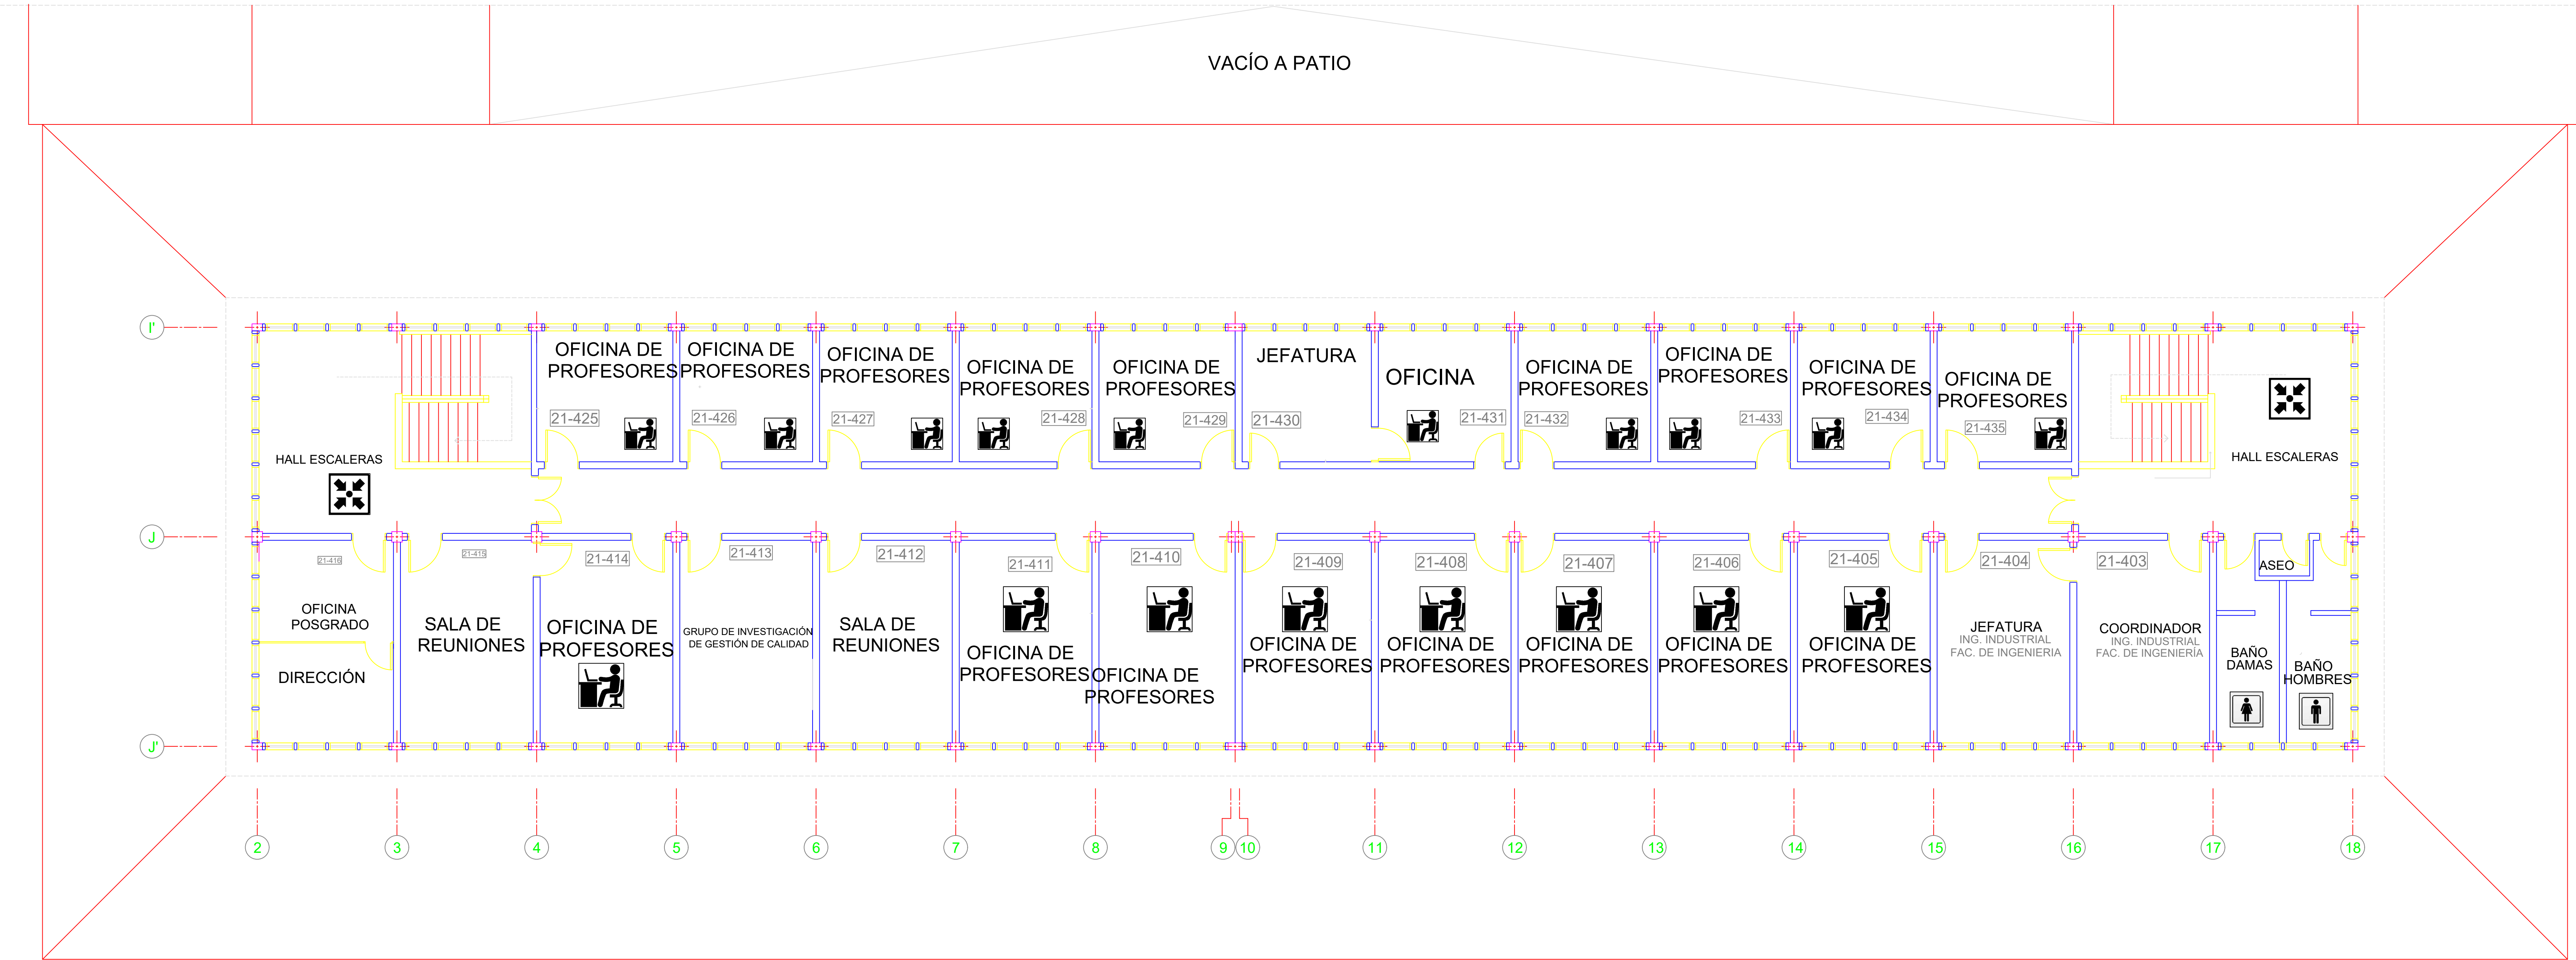 VACÍO A PATIO
I'
OFICINA DE
PROFESORES
21-425
OFICINA DE
PROFESORES
21-426
OFICINA DE
PROFESORES
21-427
OFICINA DE
PROFESORES
21-428
OFICINA DE
PROFESORES
21-429
JEFATURA
21-430
OFICINA
21-431
OFICINA DE
PROFESORES
21-432
OFICINA DE
PROFESORES
21-433
OFICINA DE
PROFESORES
21-434
OFICINA DE
PROFESORES
21-435
HALL ESCALERAS
HALL ESCALERAS
J
21-416
OFICINA
POSGRADO
DIRECCIÓN
21-415
SALA DE
REUNIONES
21-414
OFICINA DE
PROFESORES
21-413
GRUPO DE INVESTIGACIÓN
DE GESTIÓN DE CALIDAD
21-412
SALA DE
REUNIONES
21-411
OFICINA DE
PROFESORES
21-410
OFICINA DE
PROFESORES
21-409
OFICINA DE
PROFESORES
21-408
OFICINA DE
PROFESORES
21-407
OFICINA DE
PROFESORES
21-406
OFICINA DE
PROFESORES
21-405
OFICINA DE
PROFESORES
21-404
JEFATURA
ING. INDUSTRIAL
FAC. DE INGENIERIA
21-403
COORDINADOR
ING. INDUSTRIAL
FAC. DE INGENIERÍA
ASEO
BAÑO
DAMAS
BAÑO
HOMBRES
J'
2
3
4
5
6
7
8
9
10
11
12
13
14
15
16
17
18